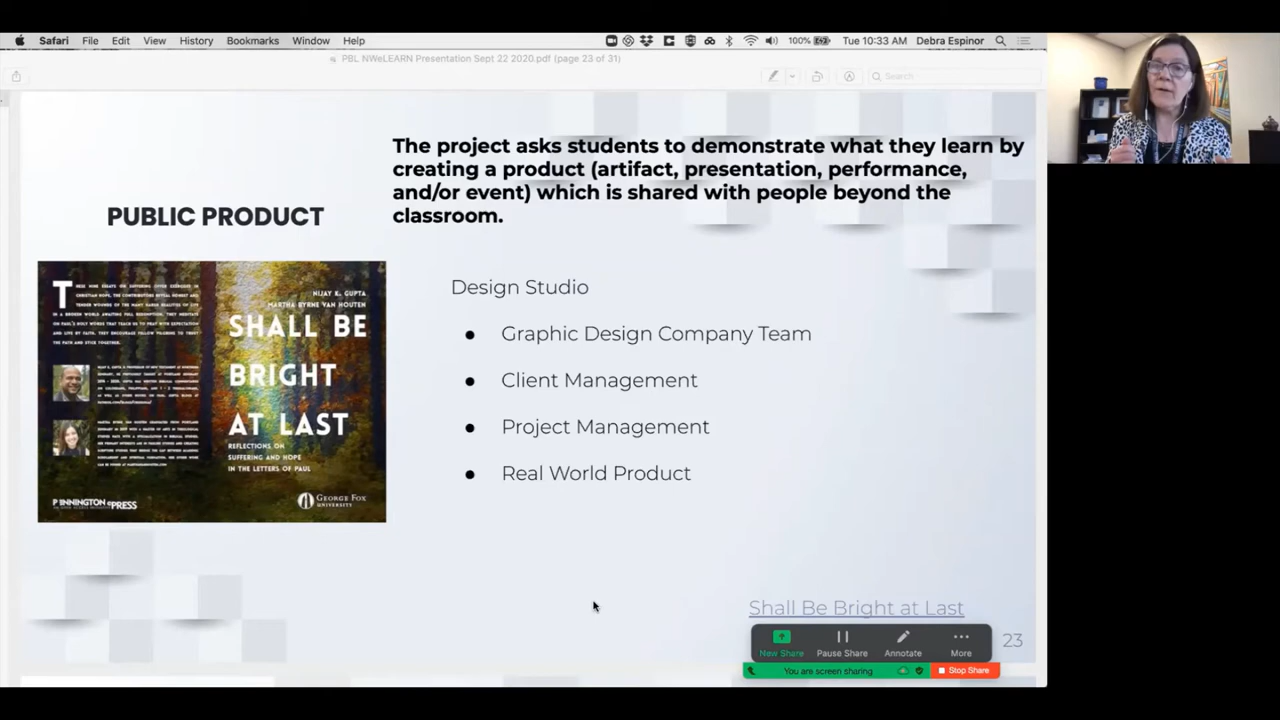 Safari File Edit View History Bookmarks Window Help 100% Tue 10:33 AM Debra Espinor
PBL NWeLEARN Presentation Sept 22 2020.pdf (page 23 of 31)
Search
The project asks students to demonstrate what they learn by
creating a product (artifact, presentation, performance,
and/or event) which is shared with people beyond the
classroom.
PUBLIC PRODUCT
NIJAY K. GUPTA
MARTHA BYRNE VAN HOUTEN
SHALL BE
BRIGHT
AT LAST
REFLECTIONS ON
SUFFERING AND HOPE
IN THE LETTERS OF PAUL
PENNINGTON ePRESS
GEORGE FOX
UNIVERSITY
Design Studio
● Graphic Design Company Team
● Client Management
● Project Management
● Real World Product
Shall Be Bright at Last
23
New Share Pause Share Annotate More
You are screen sharing Stop Share